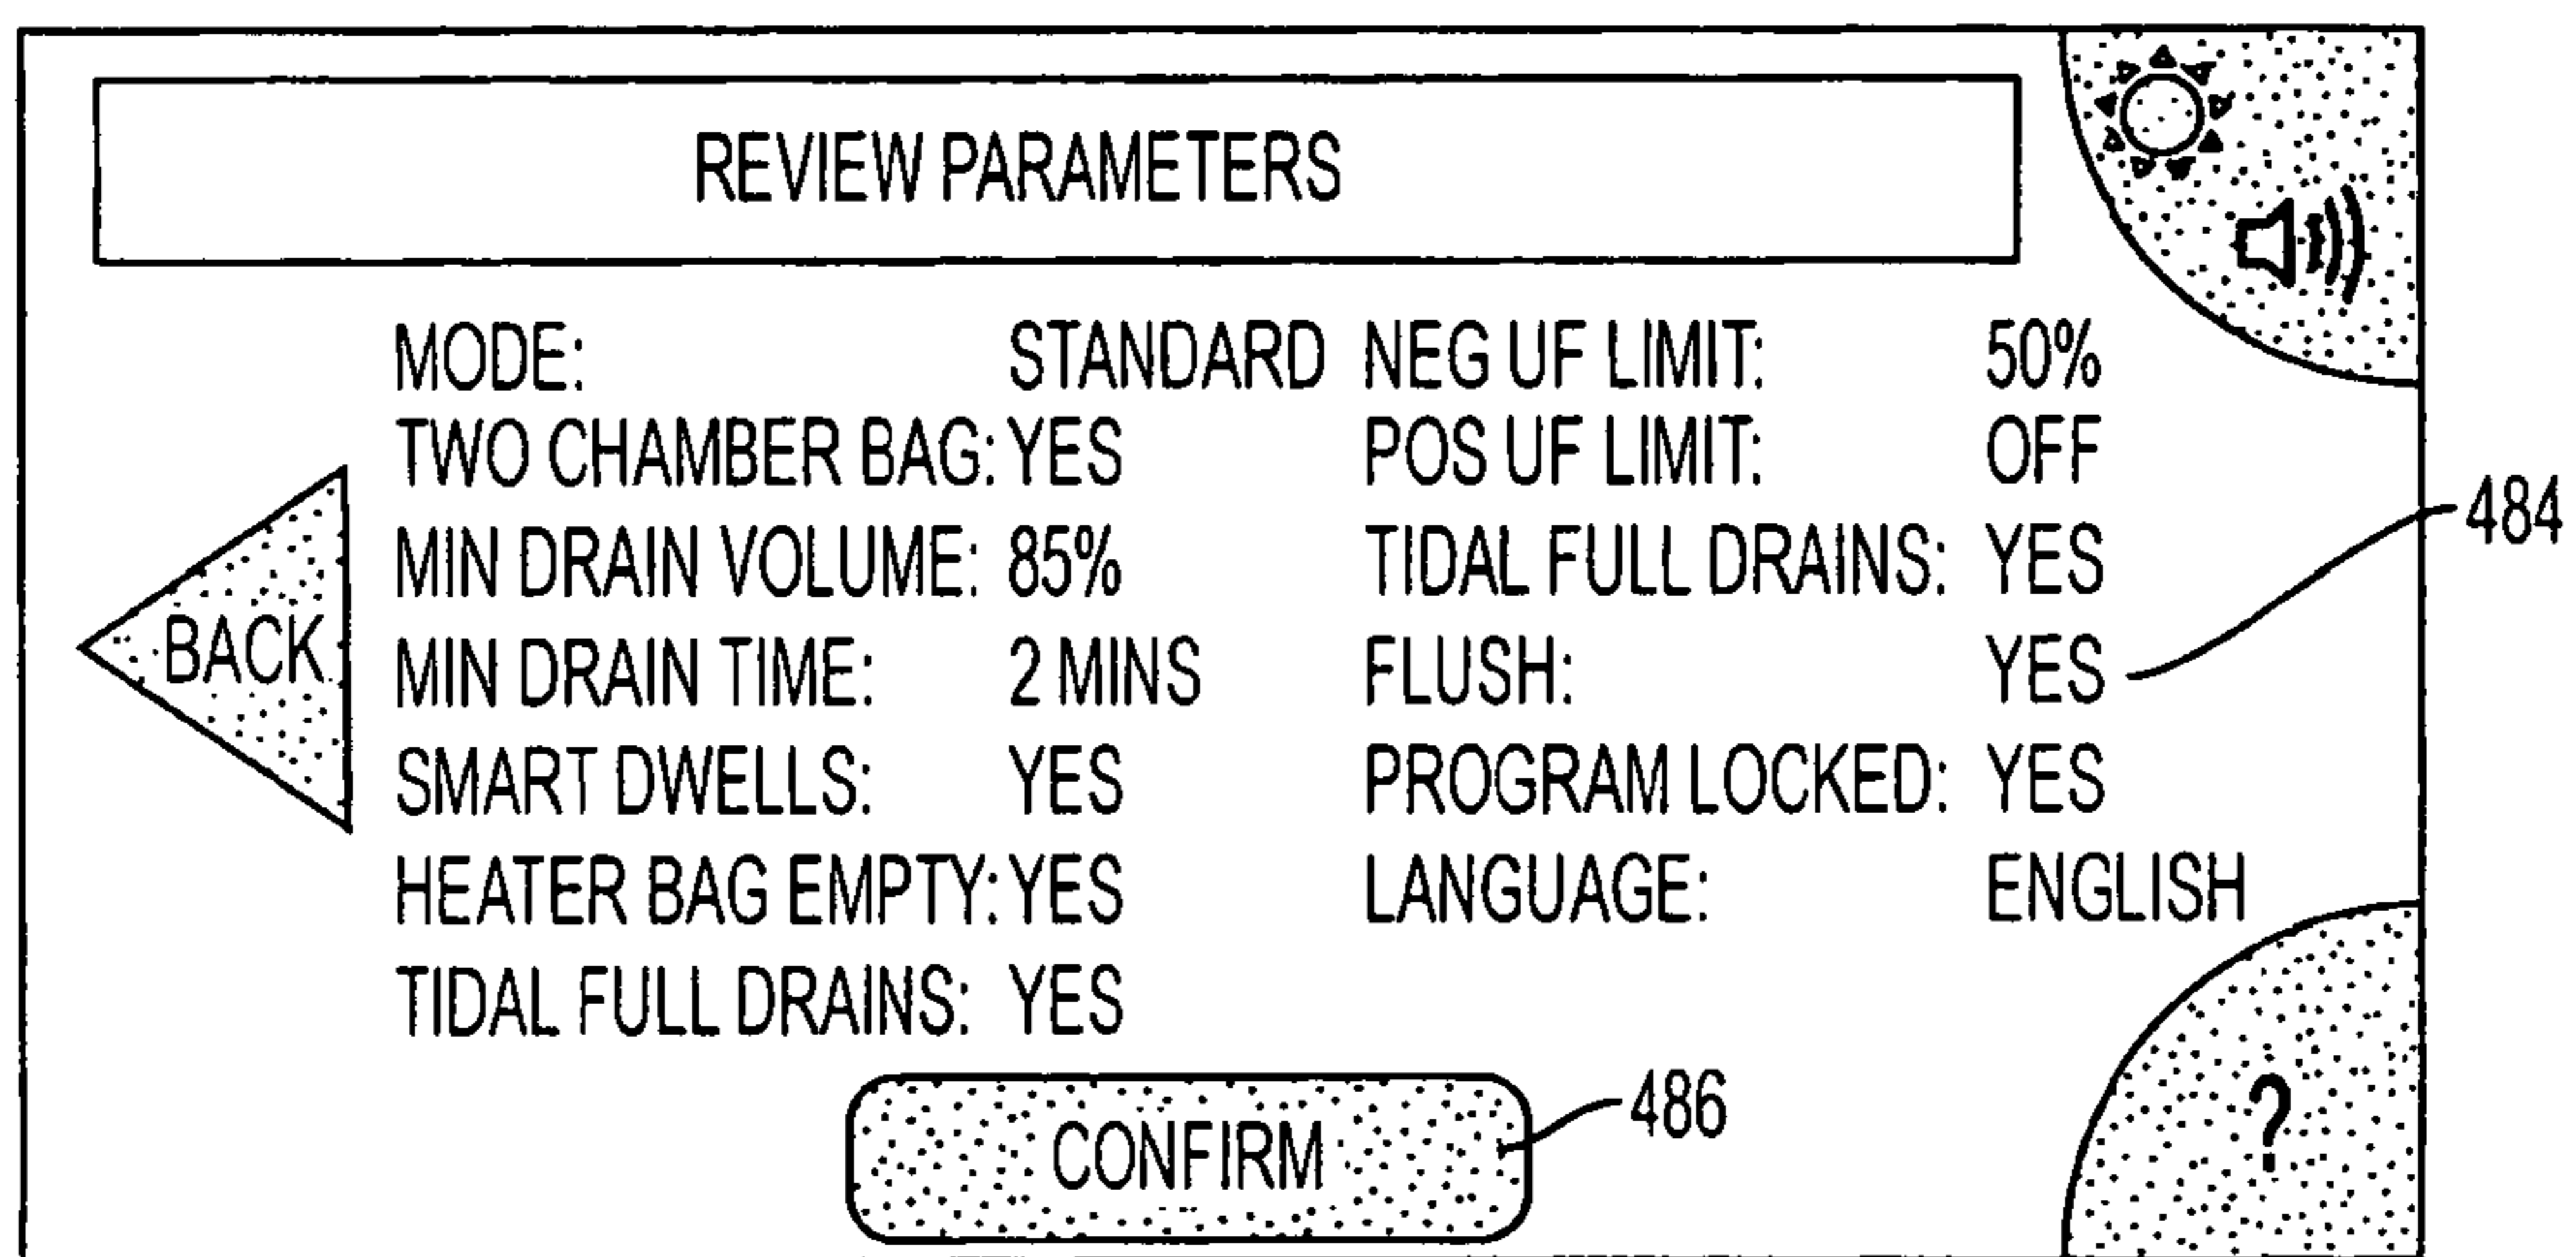 REVIEW PARAMETERS
MODE: STANDARD NEG UF LIMIT: 50%
TWO CHAMBER BAG: YES POS UF LIMIT: OFF
MIN DRAIN VOLUME: 85% TIDAL FULL DRAINS: YES
484
BACK MIN DRAIN TIME: 2 MINS FLUSH: YES
SMART DWELLS: YES PROGRAM LOCKED: YES
HEATER BAG EMPTY: YES LANGUAGE: ENGLISH
TIDAL FULL DRAINS: YES
CONFIRM
486
?